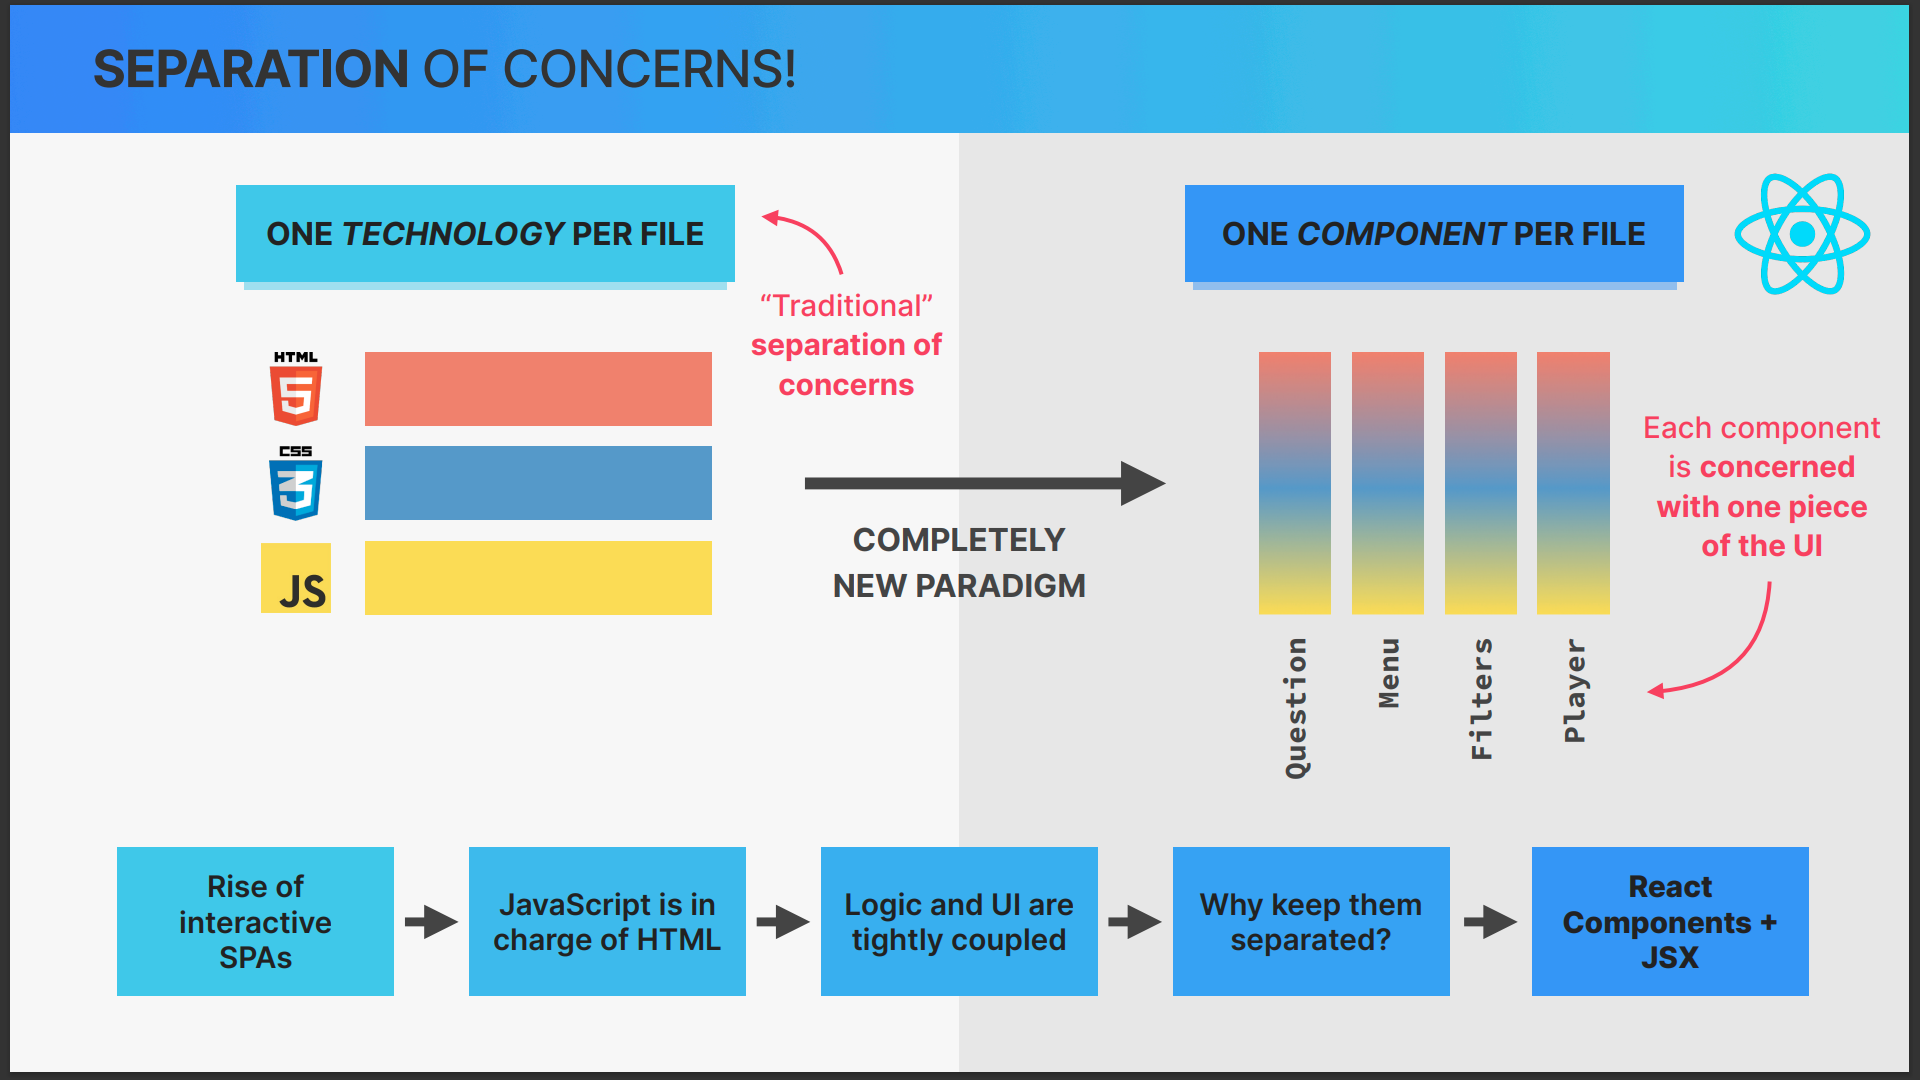 SEPARATION OF CONCERNS!
ONE TECHNOLOGY PER FILE
“Traditional”
separation of
concerns
HTML
5
CSS
3
JS
COMPLETELY
NEW PARADIGM
ONE COMPONENT PER FILE
Each component
is concerned
with one piece
of the UI
Question
Menu
Filters
Player
Rise of
interactive
SPAs
JavaScript is in
charge of HTML
Logic and UI are
tightly coupled
Why keep them
separated?
React
Components +
JSX